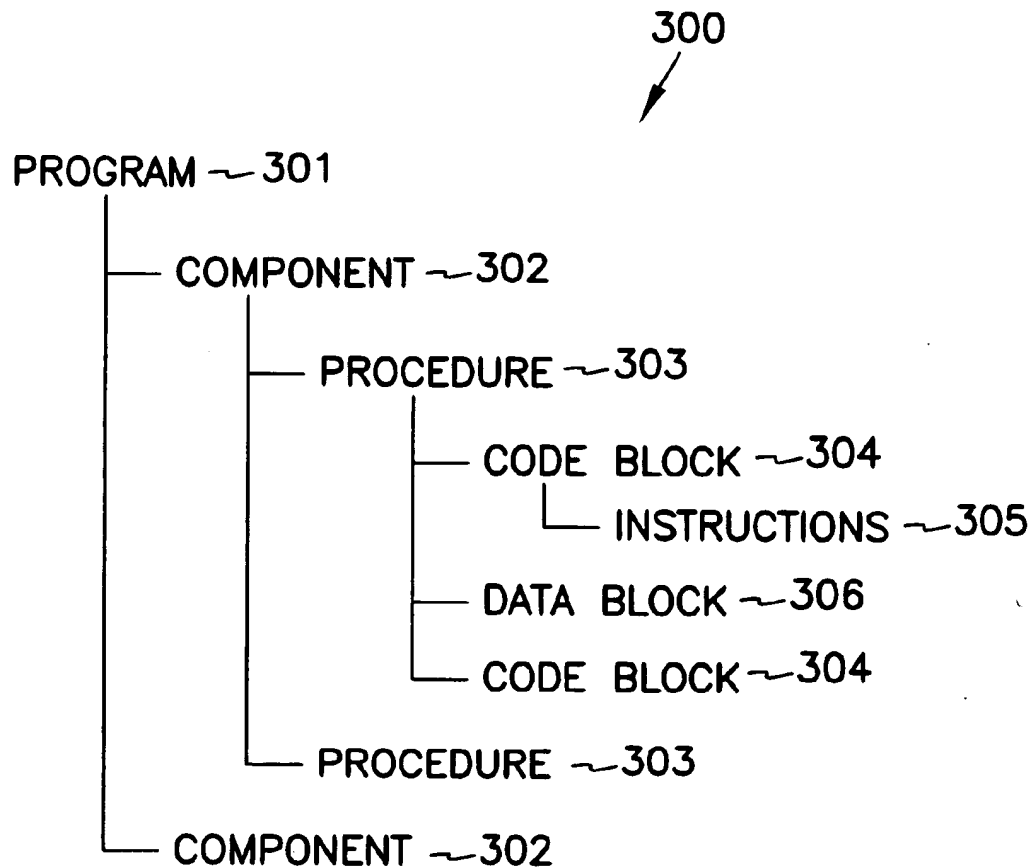 300
PROGRAM 301
COMPONENT 302
PROCEDURE 303
CODE BLOCK 304
INSTRUCTIONS 305
DATA BLOCK 306
CODE BLOCK 304
PROCEDURE 303
COMPONENT 302